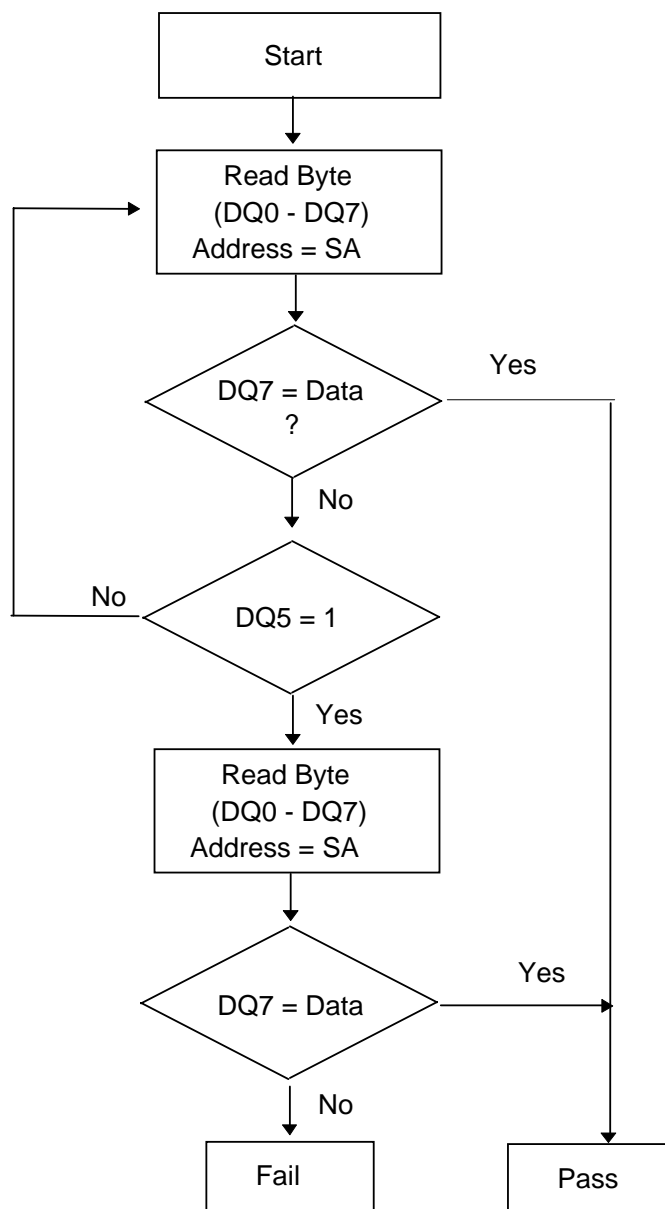 Start
Read Byte
(DQ0 - DQ7)
Address = SA
DQ7 = Data
?
Yes
No
DQ5 = 1
No
Yes
Read Byte
(DQ0 - DQ7)
Address = SA
DQ7 = Data
Yes
No
Fail
Pass